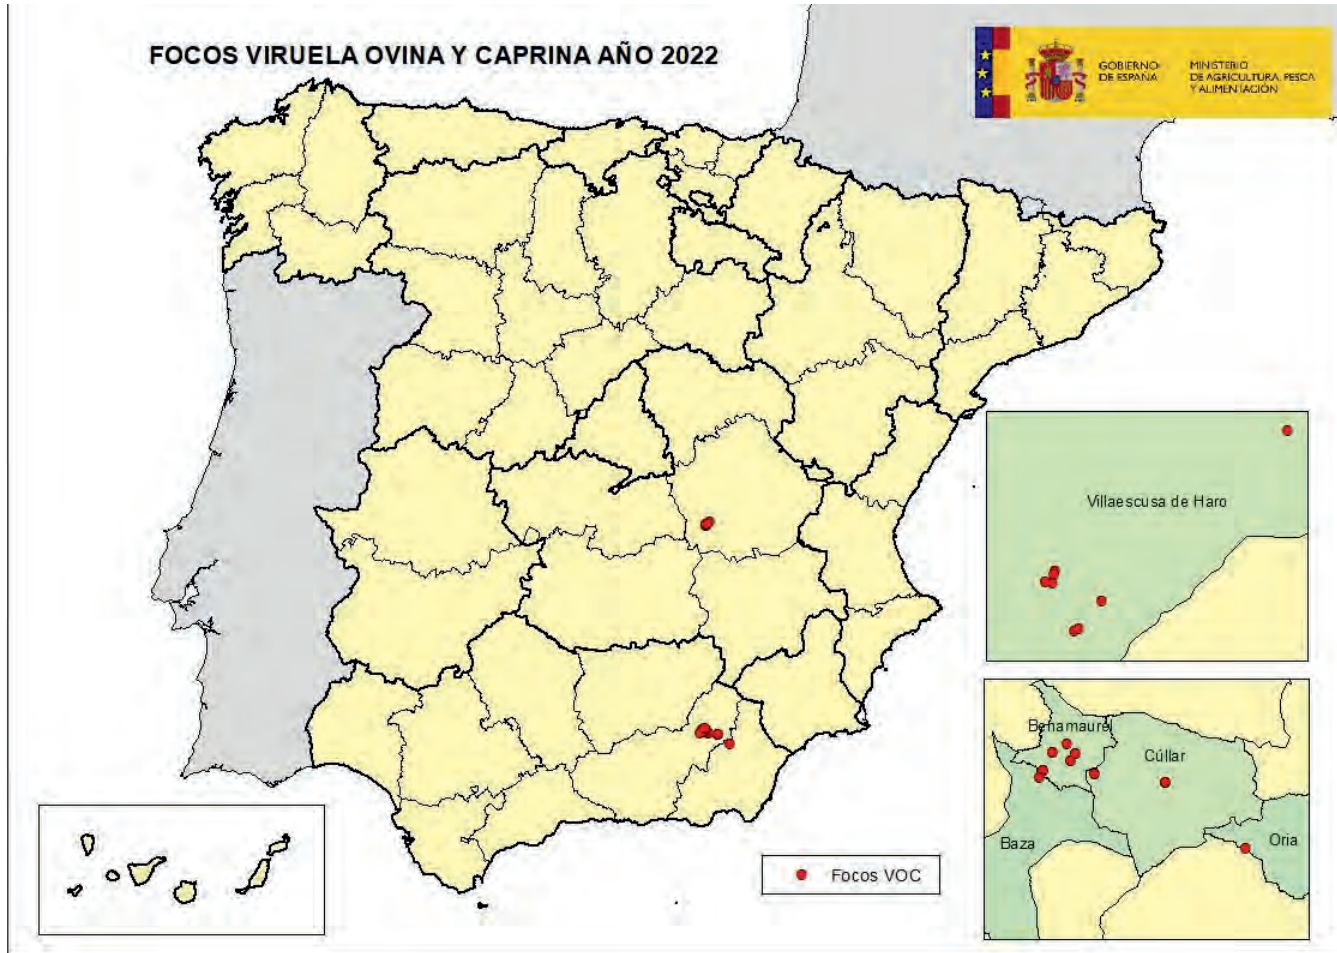 FOCOS VIRUELA OVINA Y CAPRINA AÑO 2022
GOBIERNO
DE ESPAÑA
MINISTERIO
DE AGRICULTURA, PESCA
Y ALIMENTACIÓN
Villaescusa de Haro
Benamaurel
Cúllar
Baza
Oria
Focos VOC